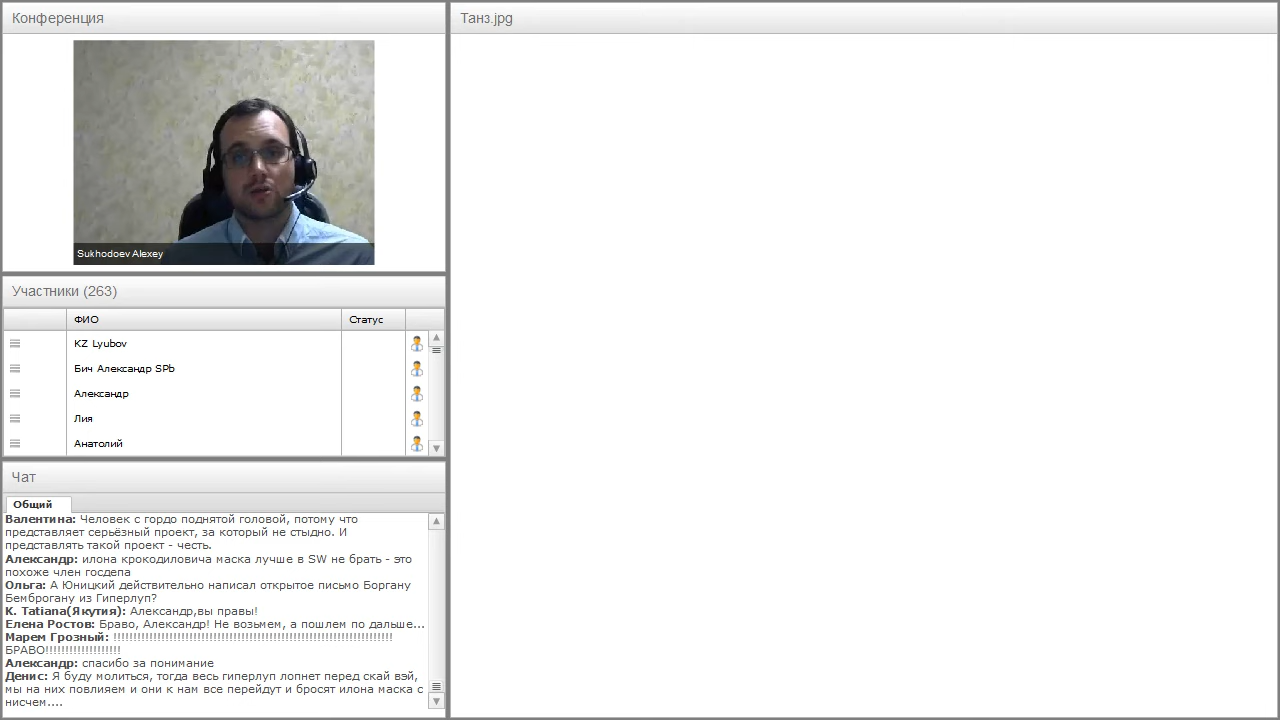 Конференция
Танз.jpg
Sukhodoev Alexey
Участники (263)
ФИО
Статус
KZ Lyubov
Бич Александр SPb
Александр
Лия
Анатолий
Чат
Общий
Валентина: Человек с гордо поднятой головой, потому что
представляет серьёзный проект, за который не стыдно. И
представлять такой проект - честь.
Александр: илона крокодиловича маска лучше в SW не брать - это
похоже член госдепа
Ольга: А Юницкий действительно написал открытое письмо Боргану
Бемброгану из Гиперлуп?
K. Tatiana(Якутия): Александр,вы правы!
Елена Ростов: Браво, Александр! Не возьмем, а пошлем по дальше...
Марем Грозный: !!!!!!!!!!!!!!!!!!!!!!!!!!!!!!!!!!!!!!!!!!!!!!!!!!!!!!!!!!!!!!!!!!!!!!
БРАВО!!!!!!!!!!!!!!!!!!!
Александр: спасибо за понимание
Денис: Я буду молиться, тогда весь гиперлуп лопнет перед скай вэй,
мы на них повлияем и они в нам все перейдут и бросят илона маска с
нисчем....